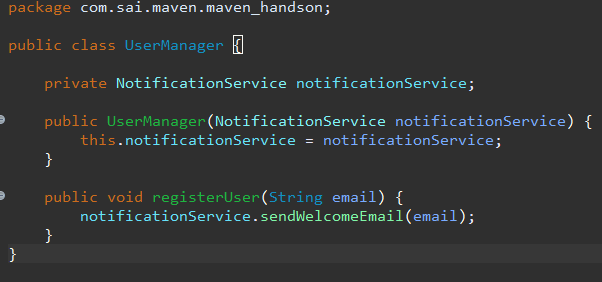 package com.sai.maven.maven_handson;
public class UserManager {
private NotificationService notificationService;
public UserManager(NotificationService notificationService) {
this.notificationService = notificationService;
}
public void registerUser(String email) {
notificationService.sendWelcomeEmail(email);
}
}